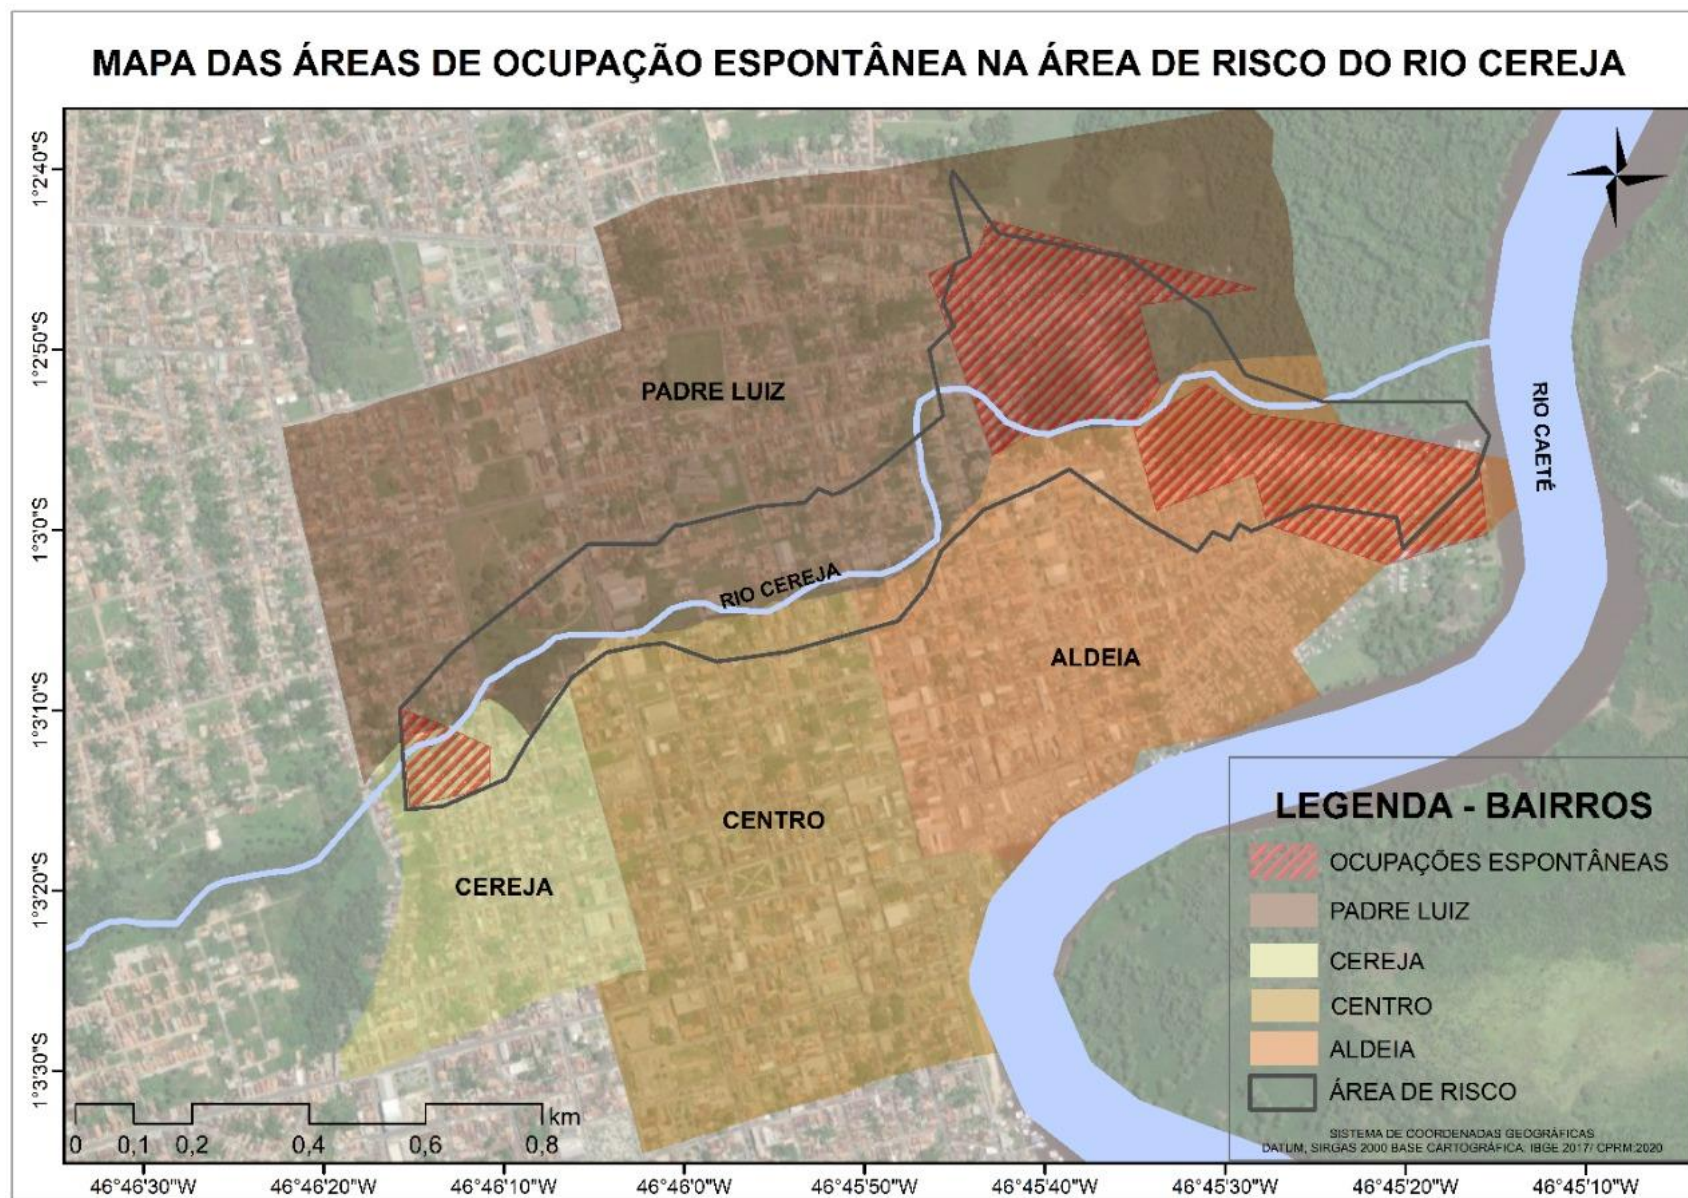 MAPA DAS ÁREAS DE OCUPAÇÃO ESPONTÂNEA NA ÁREA DE RISCO DO RIO CEREJA
1°2'40"S
1°2'50"S
1°3'0"S
1°3'10"S
1°3'20"S
1°3'30"S
PADRE LUIZ
RIO CAETÉ
RIO CEREJA
ALDEIA
CENTRO
CEREJA
LEGENDA - BAIRROS
OCUPAÇÕES ESPONTÂNEAS
PADRE LUIZ
CEREJA
CENTRO
ALDEIA
ÁREA DE RISCO
SISTEMA DE COORDENADAS GEOGRÁFICAS
DATUM, SIRGAS 2000 BASE CARTOGRÁFICA: IBGE 2017/ CPRM:2020
km
0 0,1 0,2 0,4 0,6 0,8
46°46'30"W 46°46'20"W 46°46'10"W 46°46'0"W 46°45'50"W 46°45'40"W 46°45'30"W 46°45'20"W 46°45'10"W